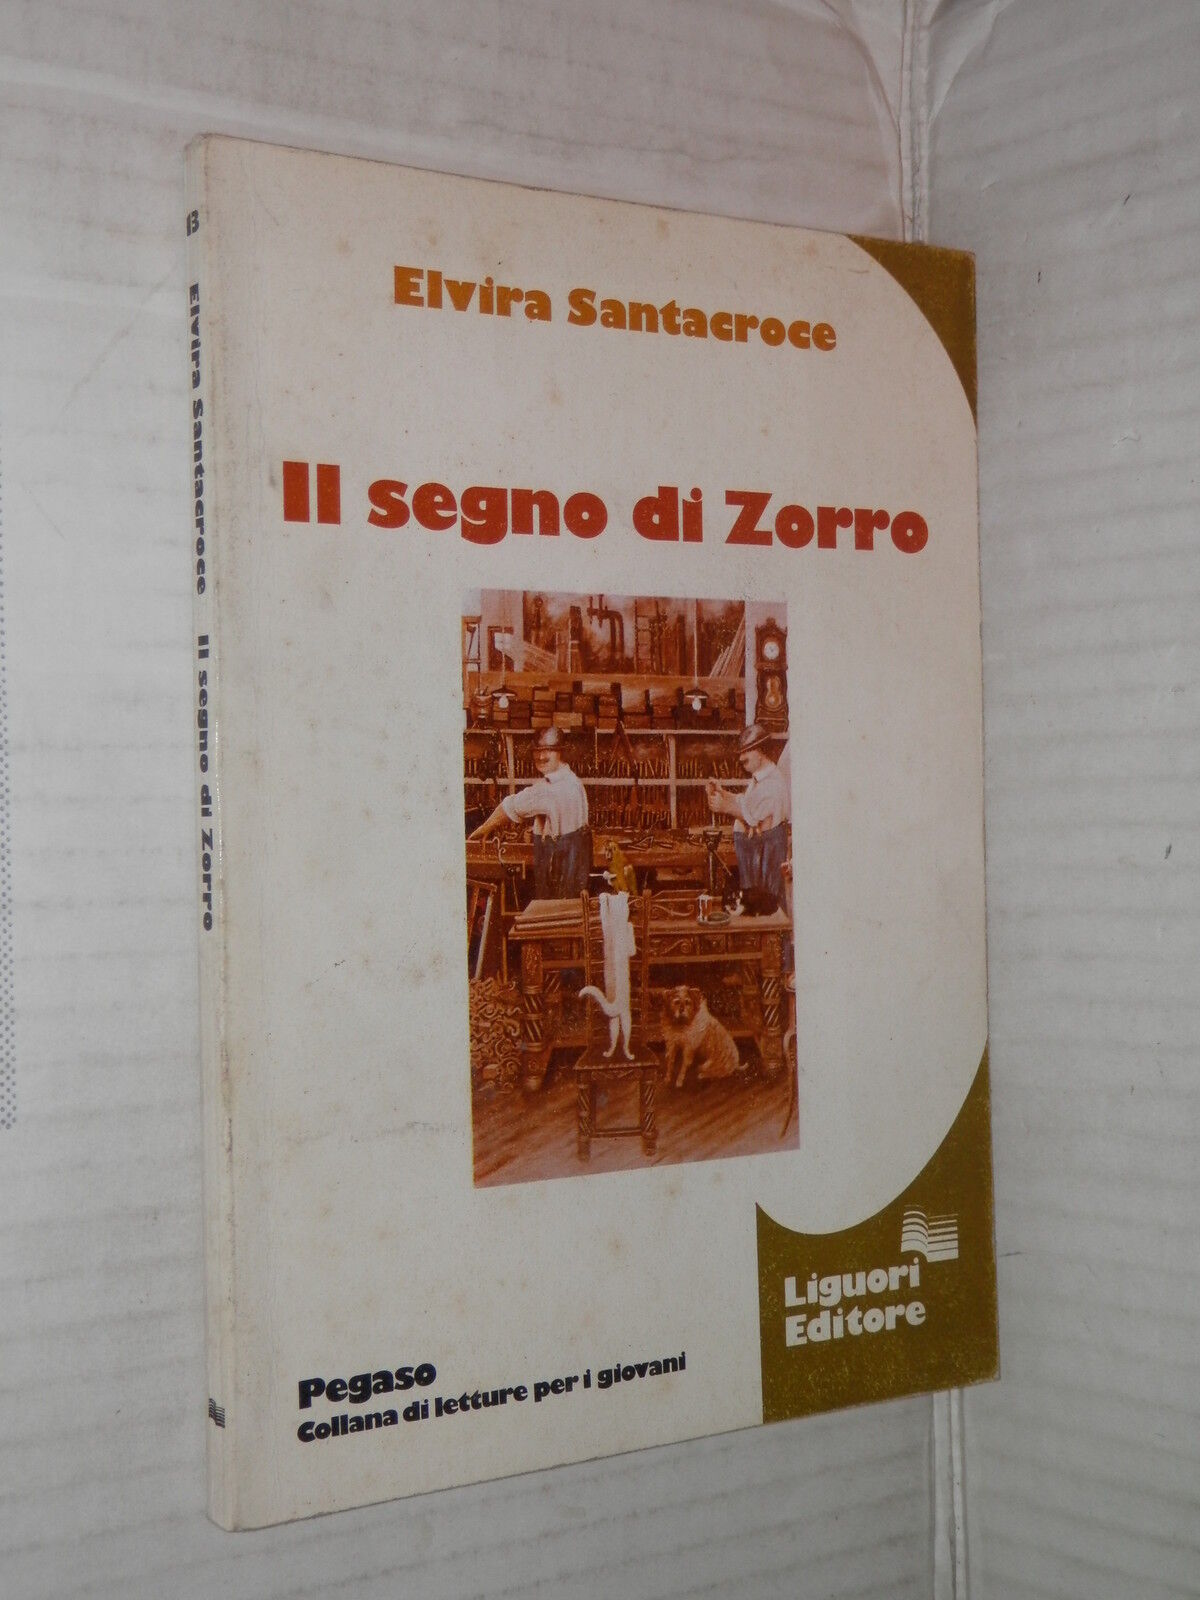 Elvira Santacroce
Il segno di Zorro
Liguori
Editore
Pegaso
Collana di letture per i giovani
13 Elvira Santacroce Il segno di Zorro